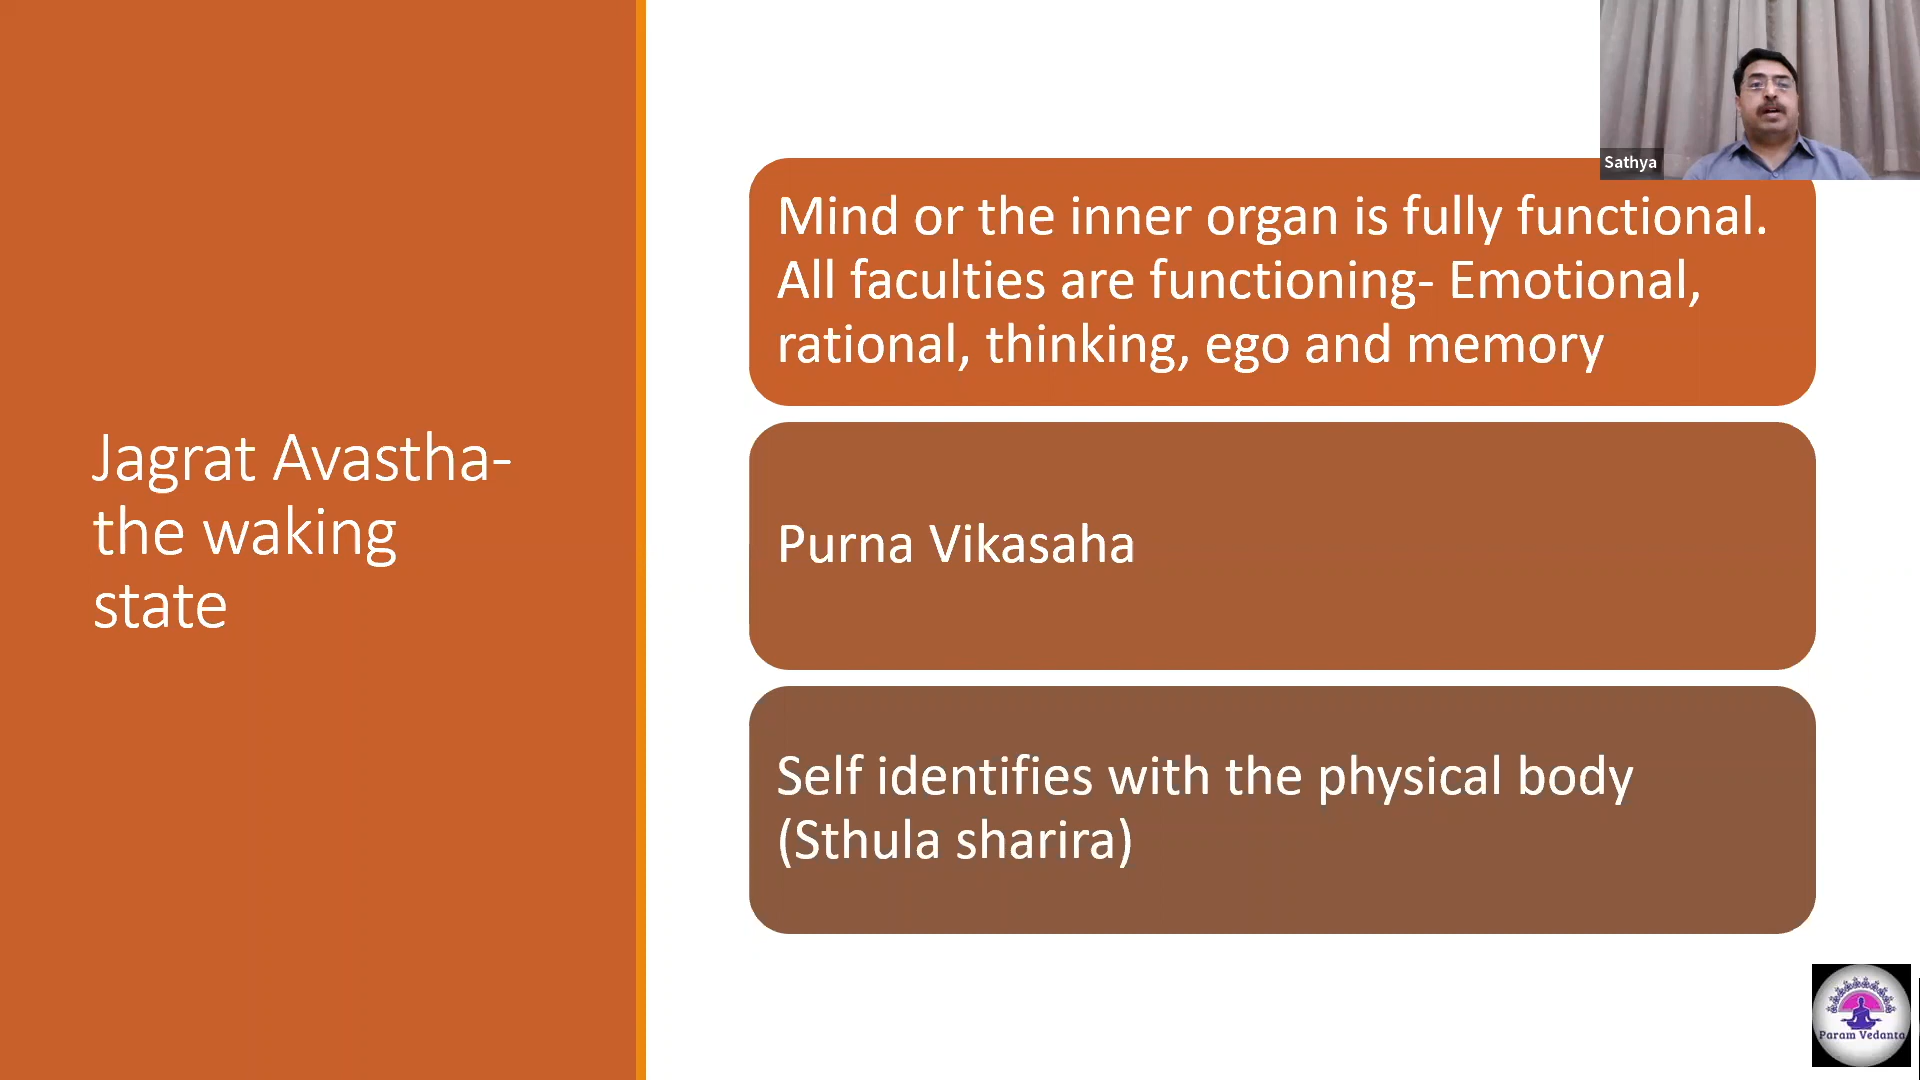 Jagrat Avastha-
the waking
state
Mind or the inner organ is fully functional.
All faculties are functioning- Emotional,
rational, thinking, ego and memory
Purna Vikasaha
Self identifies with the physical body
(Sthula sharira)
Sathya
Param Vedanta